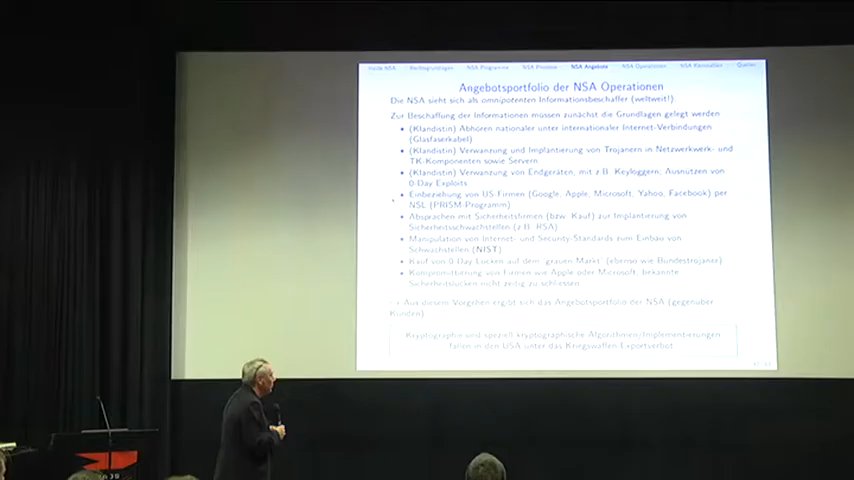 Inside NSA Rechtsgrundlagen NSA Programme NSA Prozesse NSA Angebote NSA Operationen NSA Kenngrößen Quellen
Angebotsportfolio der NSA Operationen
Die NSA sieht sich als omnipotenten Informationsbeschaffer (weltweit!)
Zur Beschaffung der Informationen müssen zunächst die Grundlagen gelegt werden
• (Klandistin) Abhören nationaler unter internationaler Internet-Verbindungen
(Glasfaserkabel)
• (Klandistin) Verwanzung und Implantierung von Trojanern in Netzwerkwerk- und
TK-Komponenten sowie Servern
• (Klandistin) Verwanzung von Endgeräten, mit z.B. Keyloggern, Ausnützen von
0-Day Exploits
• Einbeziehung von US Firmen (Google, Apple, Microsoft, Yahoo, Facebook) per
NSL (PRISM-Programm)
• Absprachen mit Sicherheitsfirmen (bzw. Kauf) zur Implantierung von
Sicherheitsschwachstellen (z.B. RSA)
• Manipulation von Internet- und Security-Standards zum Einbau von
Schwachstellen (NIST)
• Kauf von 0-Day Lücken auf dem 'grauen Markt' (ebenso wie Bundestrojaner)
• Kompromittierung von Firmen wie Apple oder Microsoft, bekannte
Sicherheitslücken nicht zeitig zu schliessen
Aus diesem Vorgehen ergibt sich das Angebotsportfolio der NSA (gegenüber
Kunden)
Kryptographie und speziell kryptographische Algorithmen/Implementierungen
fallen in den USA unter das Kriegswaffen-Exportverbot